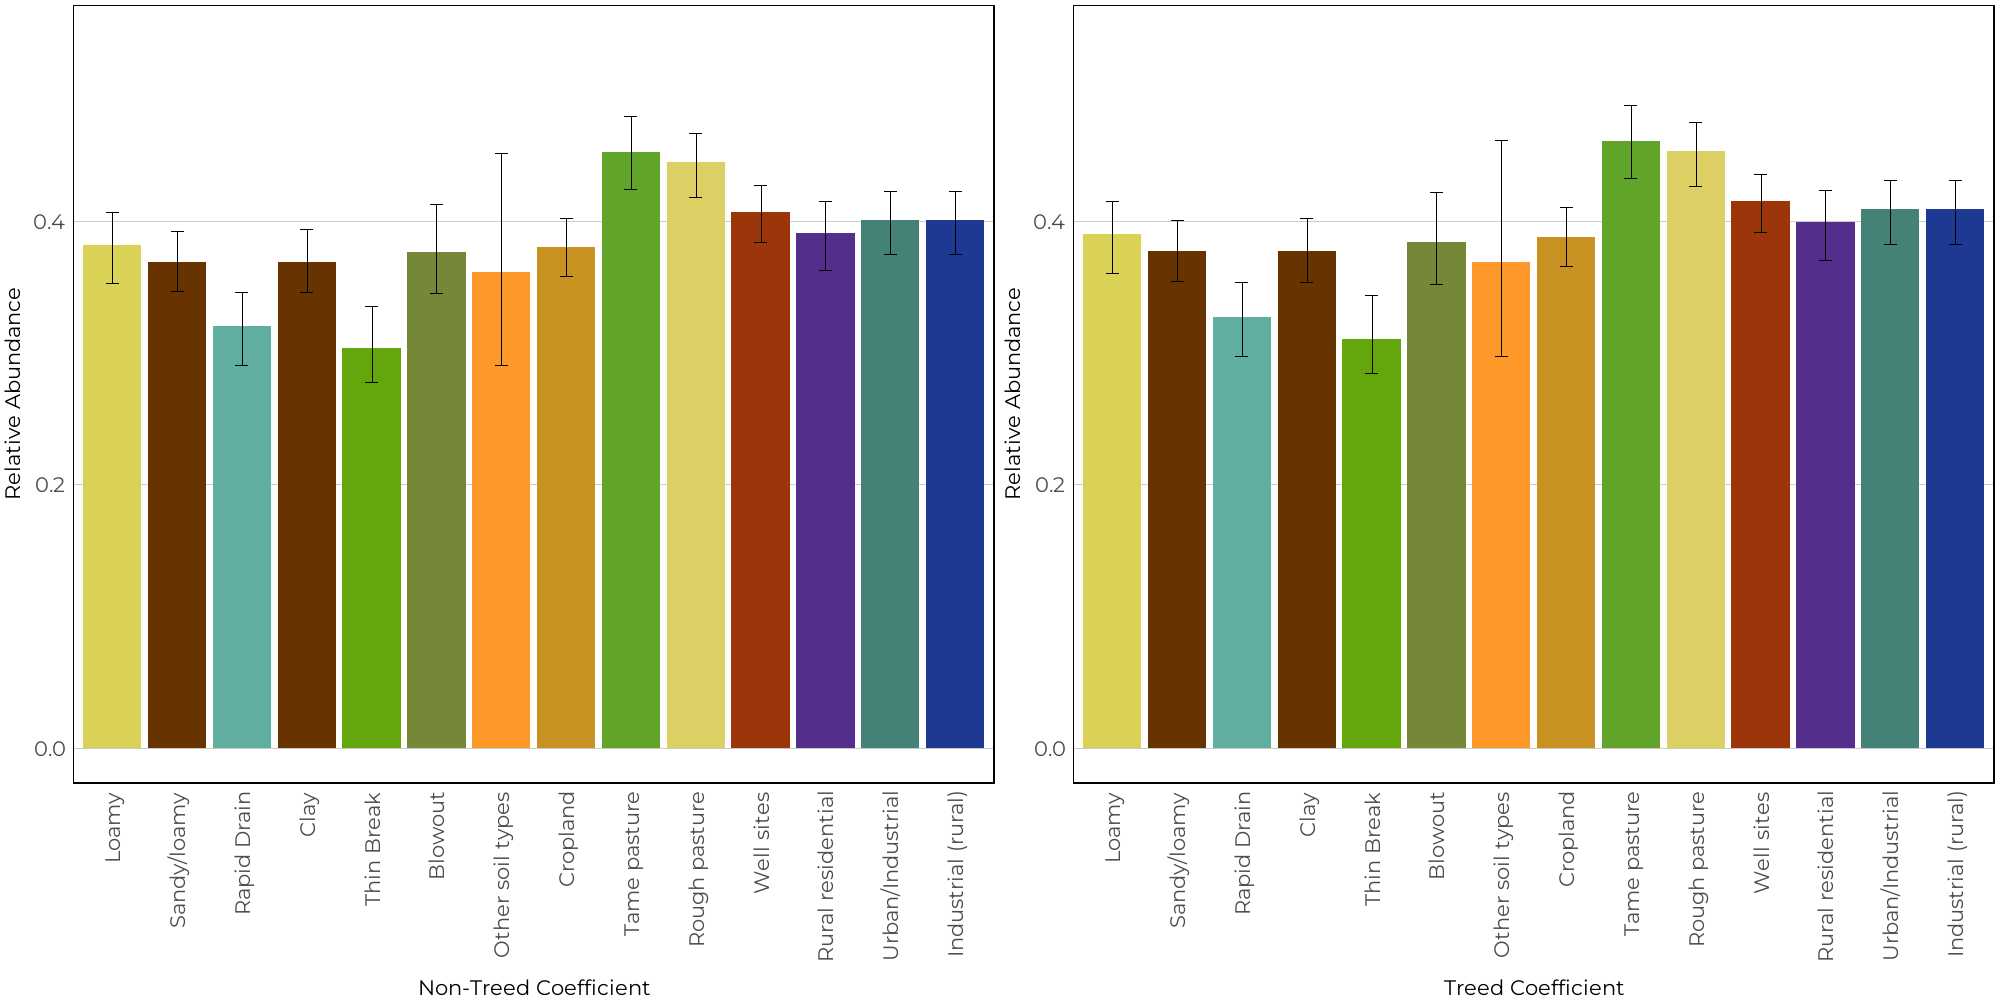 Relative Abundance
0.4
0.2
0.0
Loamy
Sandy/loamy
Rapid Drain
Clay
Thin Break
Blowout
Other soil types
Cropland
Tame pasture
Rough pasture
Well sites
Rural residential
Urban/Industrial
Industrial (rural)
Non-Treed Coefficient
Relative Abundance
0.4
0.2
0.0
Loamy
Sandy/loamy
Rapid Drain
Clay
Thin Break
Blowout
Other soil types
Cropland
Tame pasture
Rough pasture
Well sites
Rural residential
Urban/Industrial
Industrial (rural)
Treed Coefficient